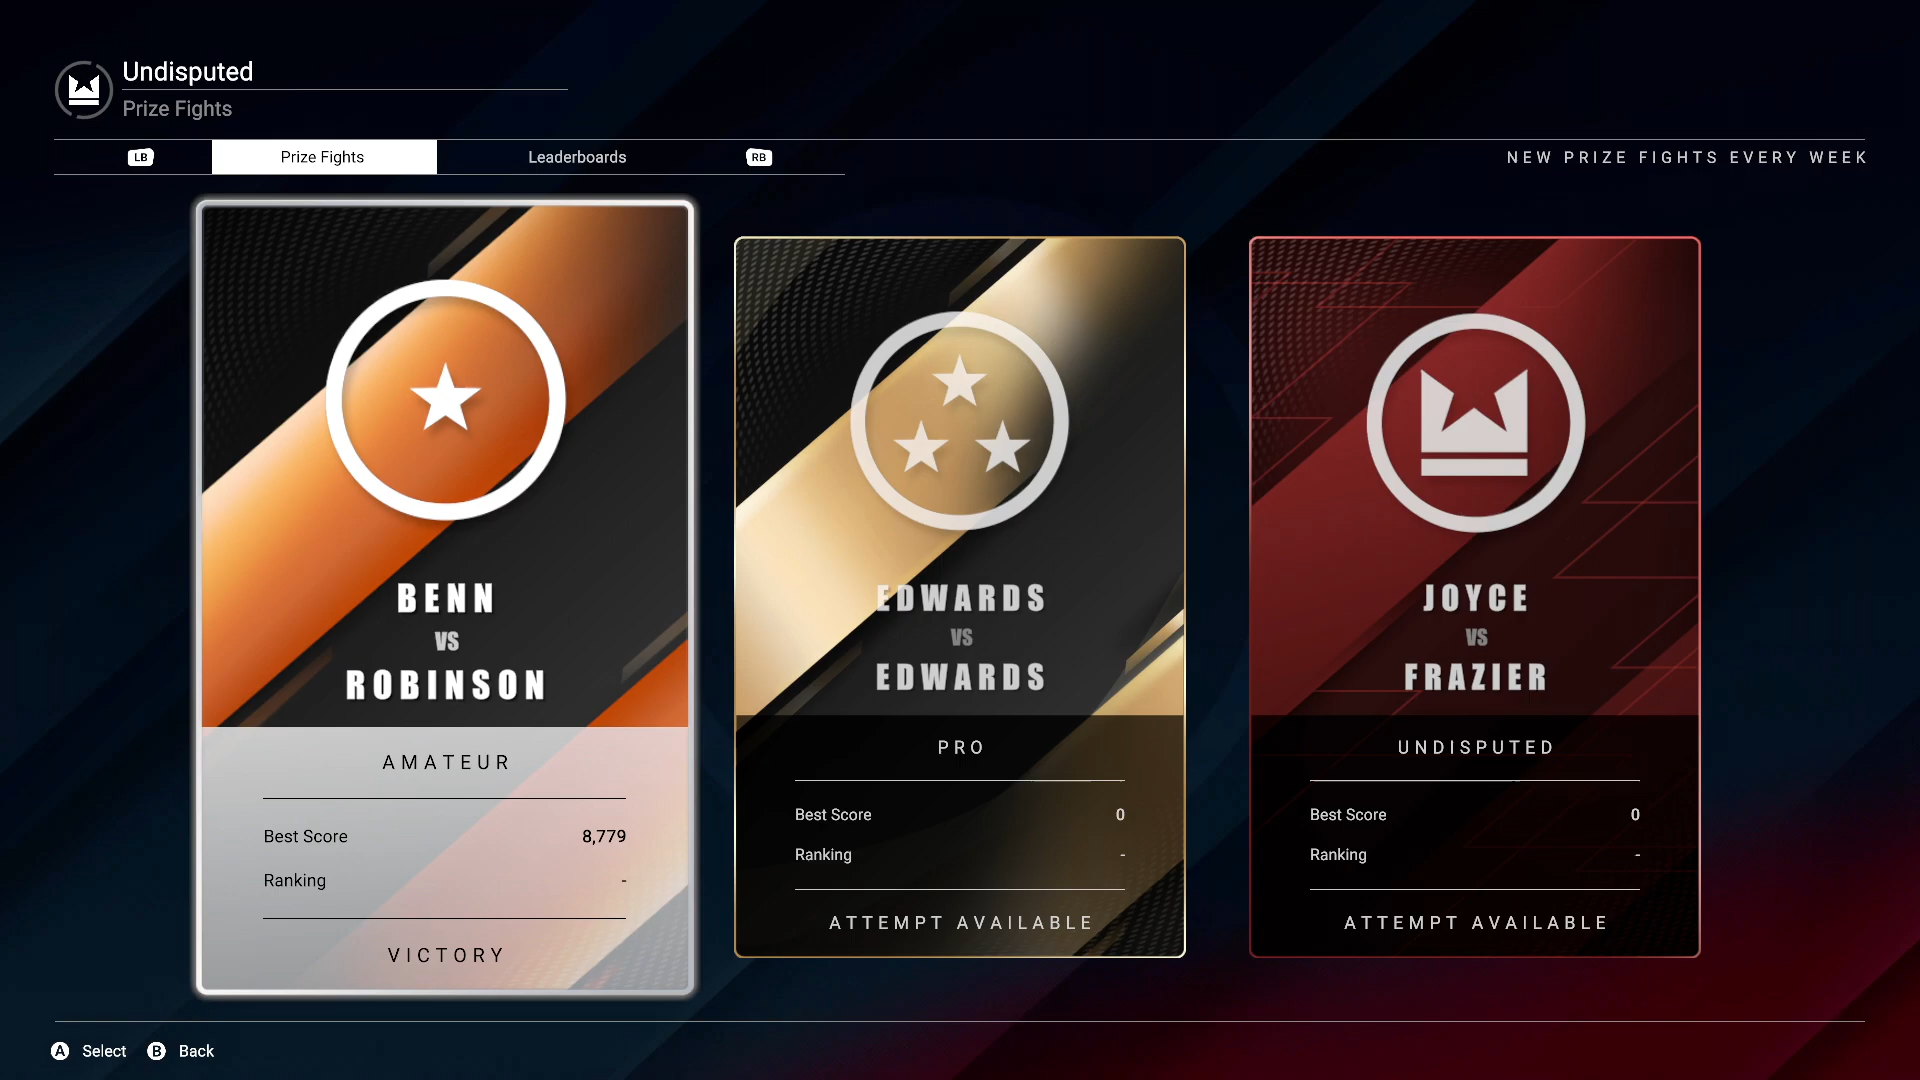 Undisputed
Prize Fights
LB Prize Fights Leaderboards RB
NEW PRIZE FIGHTS EVERY WEEK
BENN
VS
ROBINSON
AMATEUR
Best Score 8,779
Ranking -
VICTORY
EDWARDS
VS
EDWARDS
PRO
Best Score 0
Ranking -
ATTEMPT AVAILABLE
JOYCE
VS
FRAZIER
UNDISPUTED
Best Score 0
Ranking -
ATTEMPT AVAILABLE
A Select B Back